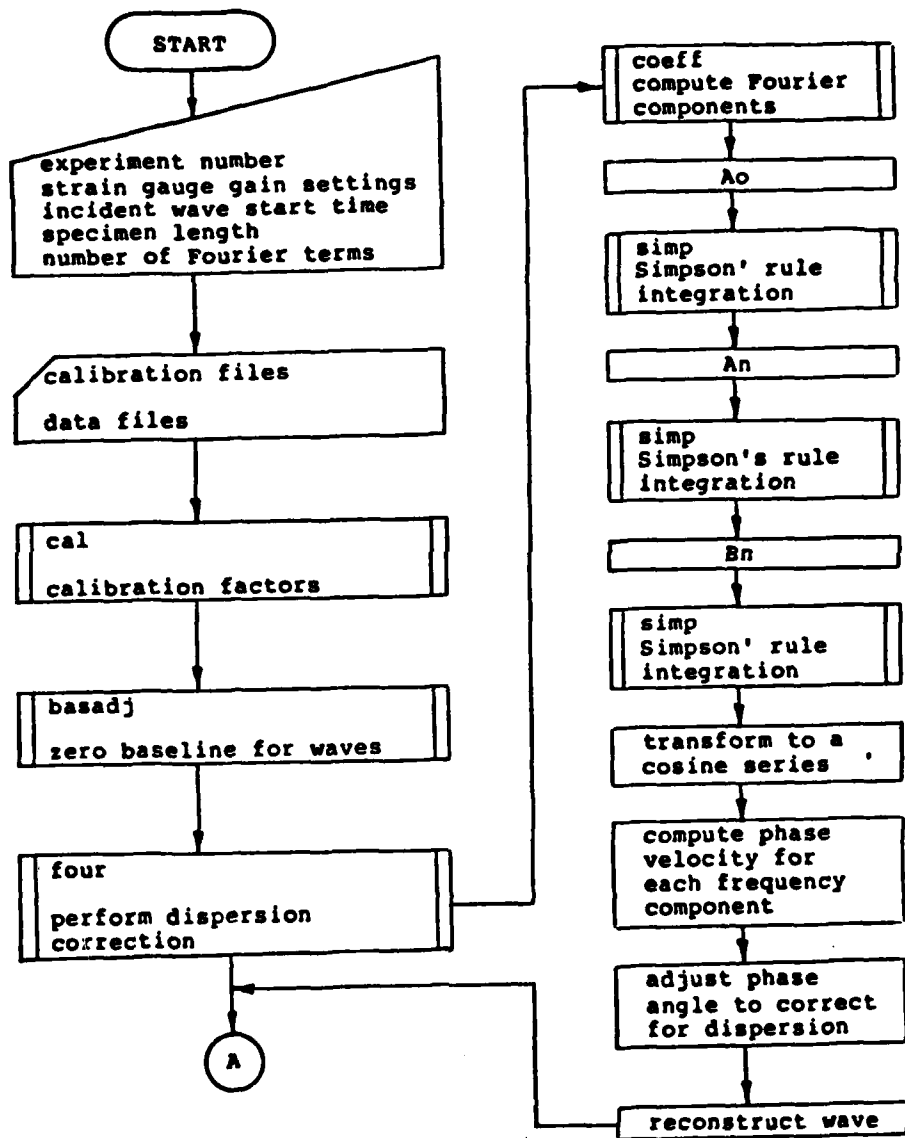 START
experiment number
strain gauge gain settings
incident wave start time
specimen length
number of Fourier terms
calibration files
data files
cal
calibration factors
basadj
zero baseline for waves
four
perform dispersion
correction
A
coeff
compute Fourier
components
Ao
simp
Simpson' rule
integration
An
simp
Simpson's rule
integration
Bn
simp
Simpson' rule
integration
transform to a
cosine series '
compute phase
velocity for
each frequency
component
adjust phase
angle to correct
for dispersion
reconstruct wave